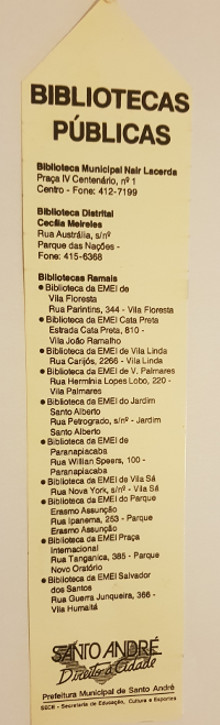 BIBLIOTECAS
PÚBLICAS
Biblioteca Municipal Nair Lacerda
Praça IV Centenário, nº 1
Centro - Fone: 412-7199
Biblioteca Distrital
Cecília Meireles
Rua Austrália, s/nº
Parque das Nações -
Fone: 415-6368
Bibliotecas Ramais
● Biblioteca da EMEI de
Vila Floresta
Rua Parintins, 344 - Vila Floresta
● Biblioteca da EMEI Cata Preta
Estrada Cata Preta, 810 -
Vila João Ramalho
● Biblioteca da EMEI de Vila Linda
Rua Carijós, 2266 - Vila Linda
● Biblioteca da EMEI de V. Palmares
Rua Hermínia Lopes Lobo, 220 -
Vila Palmares
● Biblioteca da EMEI do Jardim
Santo Alberto
Rua Petrogrado, s/nº - Jardim
Santo Alberto
● Biblioteca da EMEI de
Paranapiacaba
Rua Willian Speers, 100 -
Paranapiacaba
● Biblioteca da EMEI de Vila Sá
Rua Nova York, s/nº - Vila Sá
● Biblioteca da EMEI do Parque
Erasmo Assunção
Rua Ipanema, 253 - Parque
Erasmo Assunção
● Biblioteca da EMEI Praça
Internacional
Rua Tanganica, 385 - Parque
Novo Oratório
● Biblioteca da EMEI Salvador
dos Santos
Rua Guerra Junqueira, 366 -
Vila Humaitá
SANTO ANDRÉ
Direito à Cidade
Prefeitura Municipal de Santo André
SECE - Secretaria de Educação, Cultura e Esportes